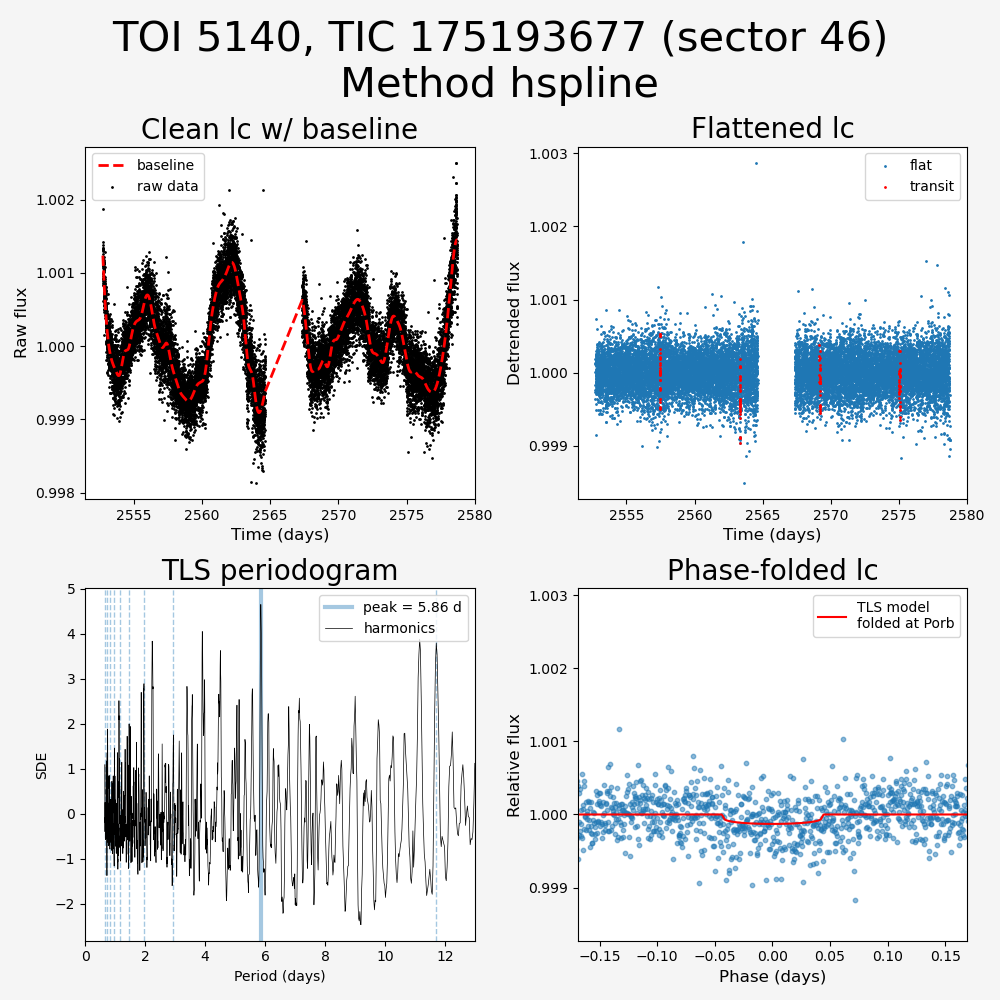 TOI 5140, TIC 175193677 (sector 46)
Method hspline
Clean lc w/ baseline
baseline
raw data
1.002
1.001
1.000
0.999
0.998
Raw flux
2555
2560
2565
2570
2575
2580
Time (days)
Flattened lc
flat
transit
1.003
1.002
1.001
1.000
0.999
Detrended flux
2555
2560
2565
2570
2575
2580
Time (days)
TLS periodogram
peak = 5.86 d
harmonics
5
4
3
2
1
0
−1
−2
SDE
0
2
4
6
8
10
12
Period (days)
Phase-folded lc
TLS model
folded at Porb
1.003
1.002
1.001
1.000
0.999
Relative flux
−0.15
−0.10
−0.05
0.00
0.05
0.10
0.15
Phase (days)